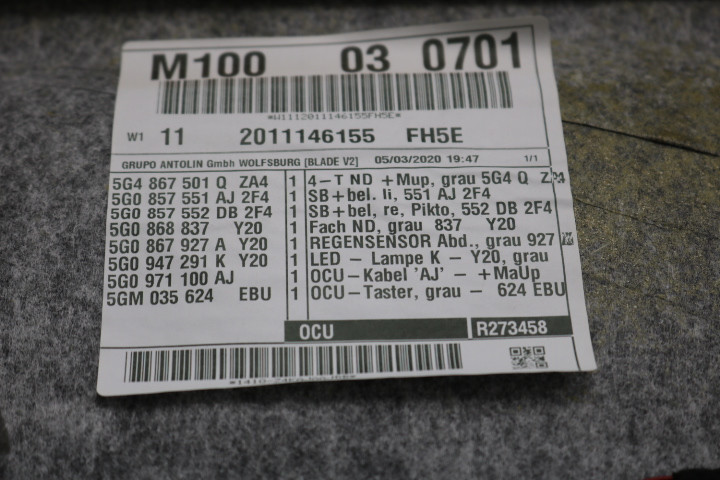 M100 03 0701
*W1112011146155FH5E*
W1 11 2011146155 FH5E
GRUPO ANTOLIN Gmbh WOLFSBURG [BLADE V2] 05/03/2020 19:47 1/1
5G4 867 501 Q ZA4 1 4-T ND +Mup, grau 5G4 Q
5G0 857 551 AJ 2F4 1 SB+bel. li, 551 AJ 2F4
5G0 857 552 DB 2F4 1 SB+bel, re, Pikto, 552 DB 2F4
5G0 868 837 Y20 1 Fach ND, grau 837 Y20
5G0 867 927 A Y20 1 REGENSENSOR Abd., grau 927
5G0 947 291 K Y20 1 LED - Lampe K - Y20, grau
5G0 971 100 AJ 1 OCU-Kabel 'AJ' - +MaUp
5GM 035 624 EBU 1 OCU-Taster, grau - 624 EBU
OCU R273458